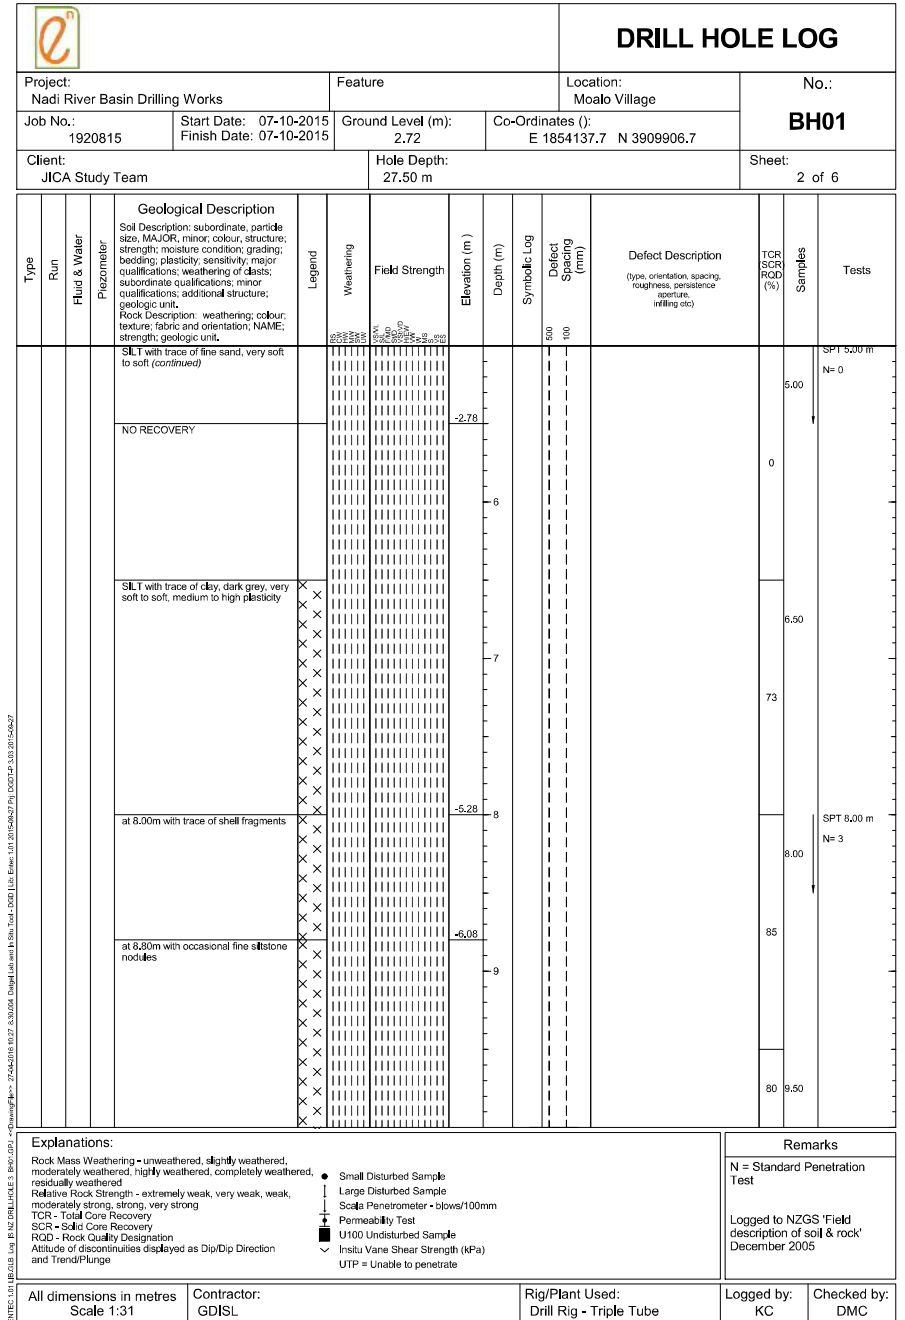 DRILL HOLE LOG
Project:
Nadi River Basin Drilling Works
Feature
Location:
Moalo Village
No.:
BH01
Job No.:
1920815
Start Date: 07-10-2015
Finish Date: 07-10-2015
Ground Level (m):
2.72
Co-Ordinates ():
E 1854137.7 N 3909906.7
Client:
JICA Study Team
Hole Depth:
27.50 m
Sheet:
2 of 6
Type
Run
Fluid & Water
Piezometer
Geological Description
Soil Description: subordinate, particle
size, MAJOR, minor; colour, structure;
strength; moisture condition; grading;
bedding; plasticity; sensitivity; major
qualifications; weathering of clasts;
subordinate qualifications; minor
qualifications; additional structure;
geologic unit.
Rock Description: weathering; colour;
texture; fabric and orientation; NAME;
strength; geologic unit.
Legend
Weathering
Field Strength
Elevation (m)
Depth (m)
Symbolic Log
Defect
Spacing
(mm)
500
100
Defect Description
(type, orientation, spacing,
roughness, persistence
aperture,
infilling etc)
TCR
(SCR)
RQD
(%)
Samples
Tests
SILT with trace of fine sand, very soft
to soft (continued)
SPT 5.00 m
N= 0
5.00
-2.78
NO RECOVERY
0
6
SILT with trace of clay, dark grey, very
soft to soft, medium to high plasticity
6.50
7
73
-5.28
8
at 8.00m with trace of shell fragments
SPT 8.00 m
N= 3
8.00
85
-6.08
at 8.80m with occasional fine siltstone
nodules
9
80
9.50
Explanations:
Rock Mass Weathering - unweathered, slightly weathered,
moderately weathered, highly weathered, completely weathered,
residually weathered
Relative Rock Strength - extremely weak, very weak, weak,
moderately strong, strong, very strong
TCR - Total Core Recovery
SCR - Solid Core Recovery
RQD - Rock Quality Designation
Attitude of discontinuities displayed as Dip/Dip Direction
and Trend/Plunge
Small Disturbed Sample
Large Disturbed Sample
Scala Penetrometer - blows/100mm
Permeability Test
U100 Undisturbed Sample
Insitu Vane Shear Strength (kPa)
UTP = Unable to penetrate
Remarks
N = Standard Penetration
Test
Logged to NZGS 'Field
description of soil & rock'
December 2005
All dimensions in metres
Scale 1:31
Contractor:
GDISL
Rig/Plant Used:
Drill Rig - Triple Tube
Logged by:
KC
Checked by:
DMC